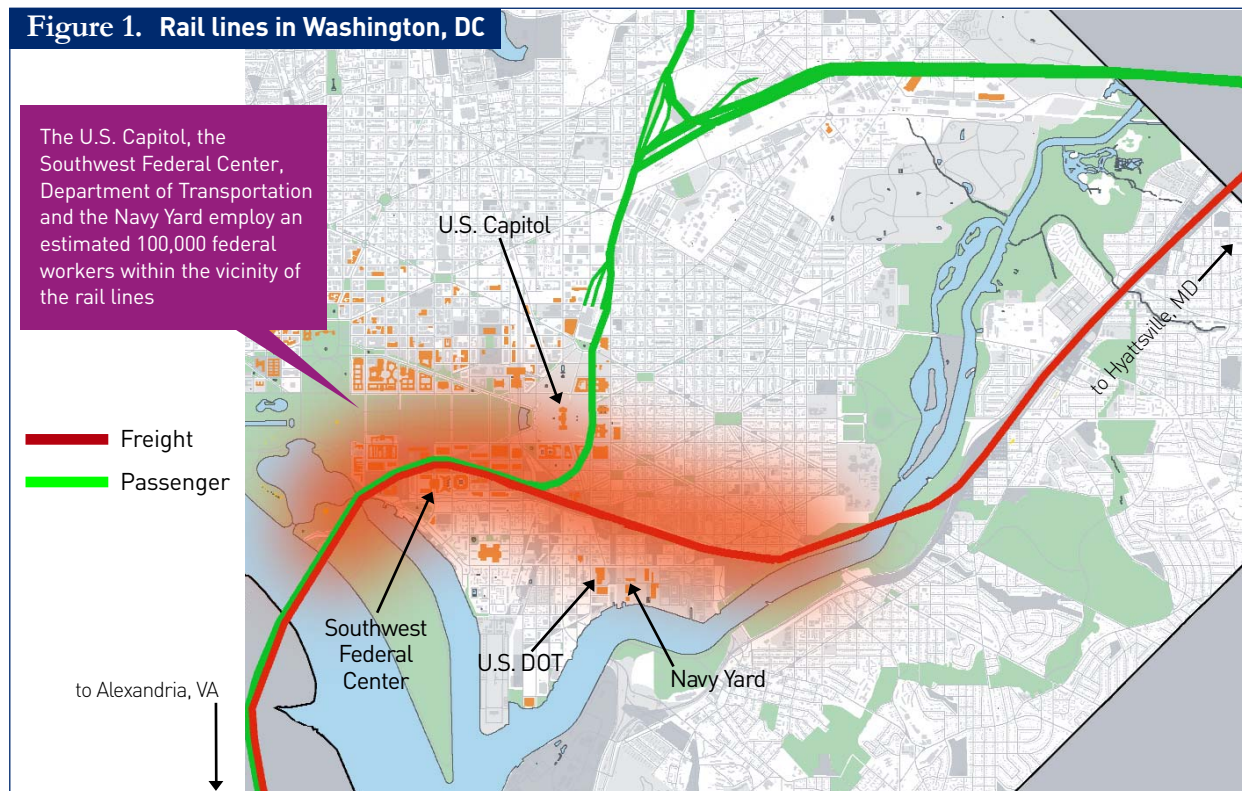 Figure 1. Rail lines in Washington, DC
The U.S. Capitol, the
Southwest Federal Center,
Department of Transportation
and the Navy Yard employ an
estimated 100,000 federal
workers within the vicinity of
the rail lines
U.S. Capitol
to Hyattsville, MD
Freight
Passenger
Southwest
Federal
Center
U.S. DOT
Navy Yard
to Alexandria, VA